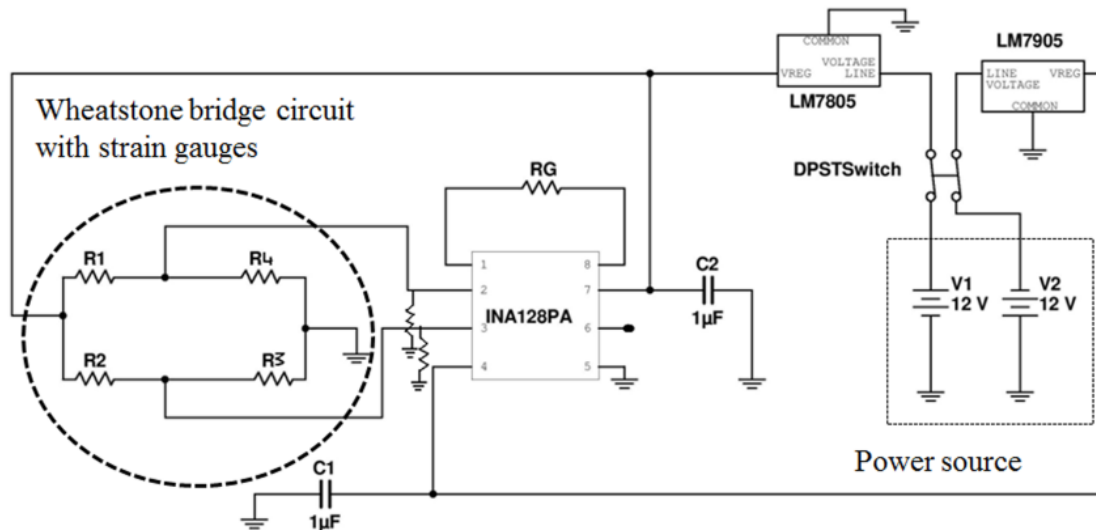 COMMON
VOLTAGE
VREG
LINE
LM7805
LM7905
LINE
VREG
VOLTAGE
COMMON
Wheatstone bridge circuit
with strain gauges
DPSTSwitch
RG
R1
R4
R2
R3
1
2
3
4
8
7
6
5
INA128PA
C2
1µF
V1
12 V
V2
12 V
Power source
C1
1µF